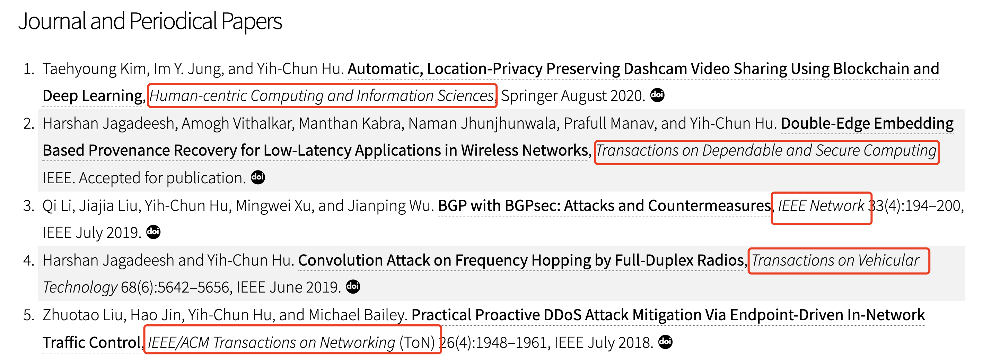 Journal and Periodical Papers
1. Taehyoung Kim, Im Y. Jung, and Yih-Chun Hu. Automatic, Location-Privacy Preserving Dashcam Video Sharing Using Blockchain and
Deep Learning, Human-centric Computing and Information Sciences, Springer August 2020. doi
2. Harshan Jagadeesh, Amogh Vithalkar, Manthan Kabra, Naman Jhunjhunwala, Prafull Manav, and Yih-Chun Hu. Double-Edge Embedding
Based Provenance Recovery for Low-Latency Applications in Wireless Networks, Transactions on Dependable and Secure Computing,
IEEE. Accepted for publication. doi
3. Qi Li, Jiajia Liu, Yih-Chun Hu, Mingwei Xu, and Jianping Wu. BGP with BGPsec: Attacks and Countermeasures, IEEE Network 33(4):194–200,
IEEE July 2019. doi
4. Harshan Jagadeesh and Yih-Chun Hu. Convolution Attack on Frequency Hopping by Full-Duplex Radios, Transactions on Vehicular
Technology 68(6):5642–5656, IEEE June 2019. doi
5. Zhuotao Liu, Hao Jin, Yih-Chun Hu, and Michael Bailey. Practical Proactive DDoS Attack Mitigation Via Endpoint-Driven In-Network
Traffic Control, IEEE/ACM Transactions on Networking (ToN) 26(4):1948–1961, IEEE July 2018. doi